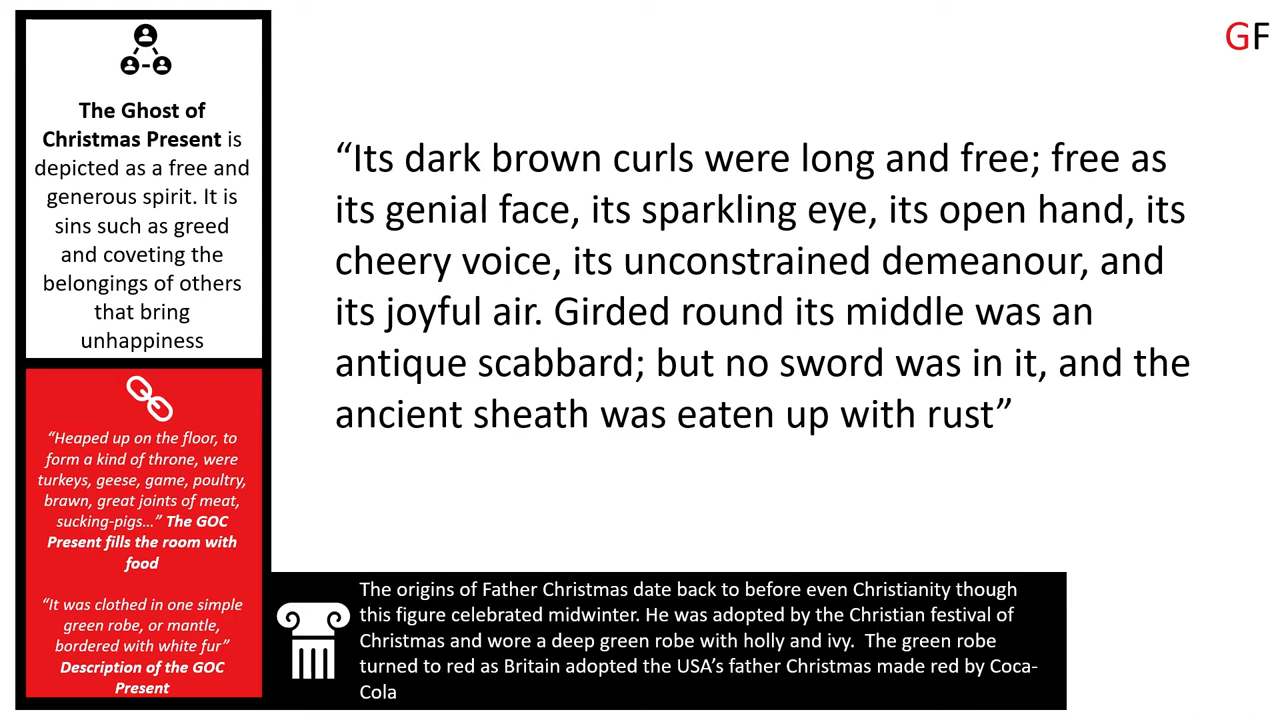 GF
The Ghost of
Christmas Present is
depicted as a free and
generous spirit. It is
sins such as greed
and coveting the
belongings of others
that bring
unhappiness
“Heaped up on the floor, to
form a kind of throne, were
turkeys, geese, game, poultry,
brawn, great joints of meat,
sucking-pigs...” The GOC
Present fills the room with
food
“It was clothed in one simple
green robe, or mantle,
bordered with white fur”
Description of the GOC
Present
“Its dark brown curls were long and free; free as
its genial face, its sparkling eye, its open hand, its
cheery voice, its unconstrained demeanour, and
its joyful air. Girded round its middle was an
antique scabbard; but no sword was in it, and the
ancient sheath was eaten up with rust”
The origins of Father Christmas date back to before even Christianity though
this figure celebrated midwinter. He was adopted by the Christian festival of
Christmas and wore a deep green robe with holly and ivy.  The green robe
turned to red as Britain adopted the USA’s father Christmas made red by Coca-
Cola